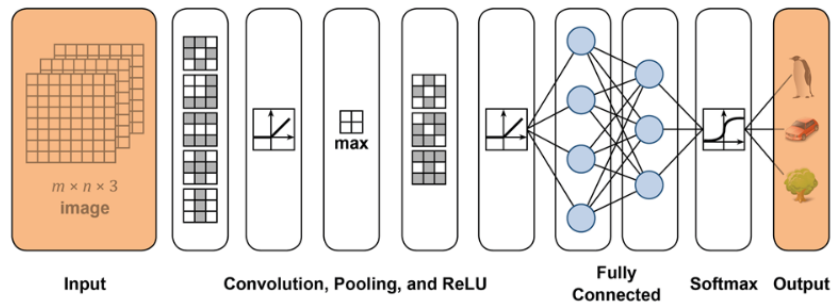 m × n × 3
image
max
Input
Convolution, Pooling, and ReLU
Fully
Connected
Softmax
Output